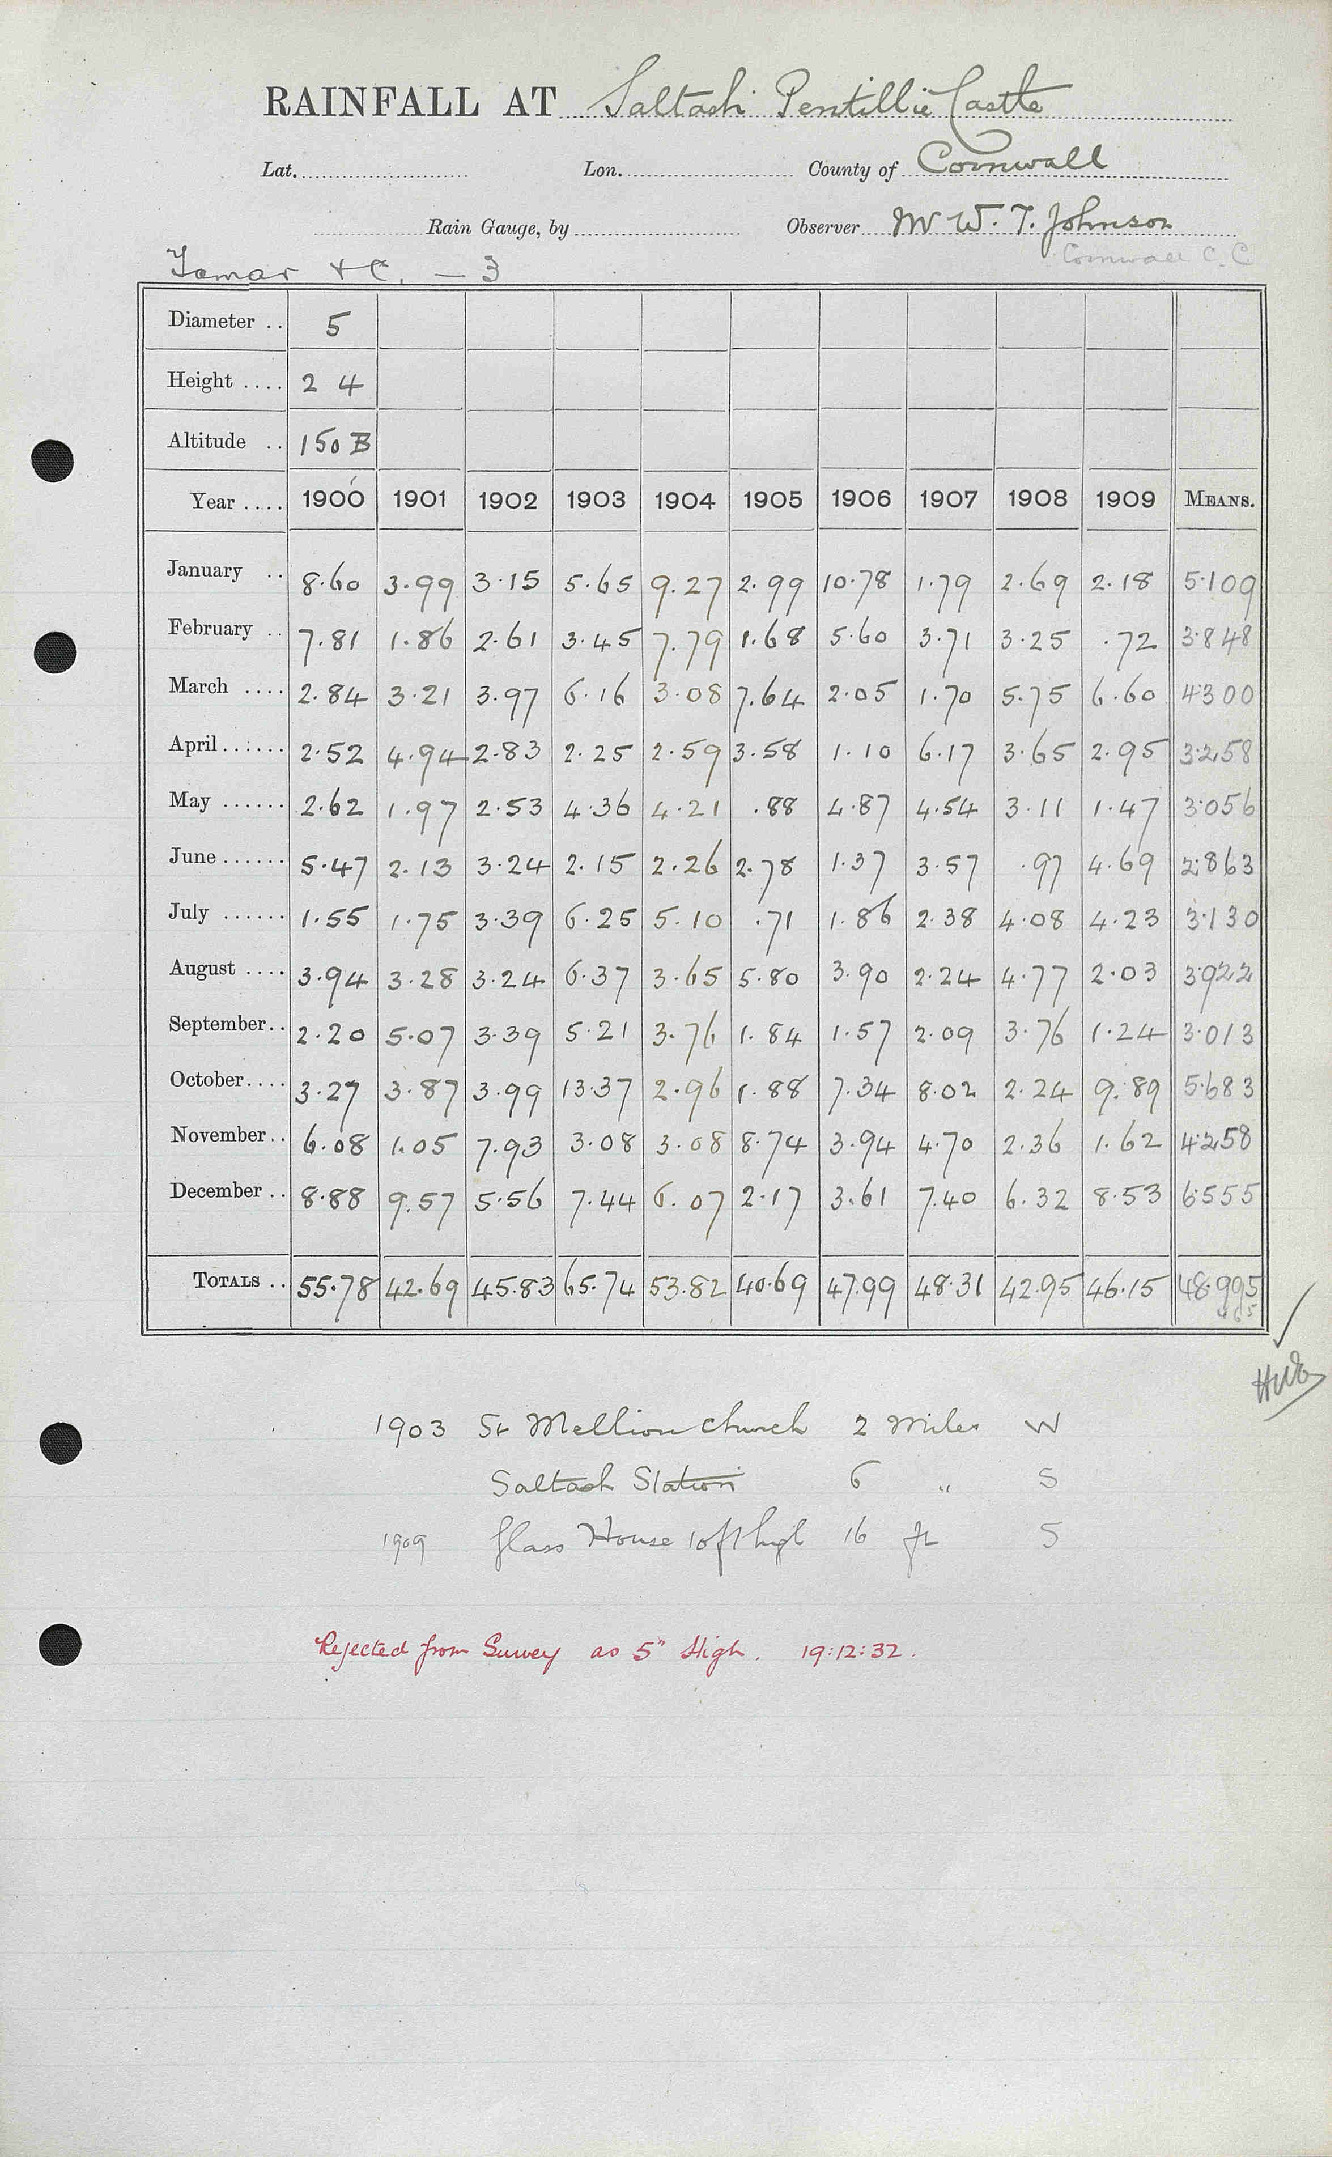 RAINFALL AT Saltash Pentillie Castle
Lat. Lon. County of Cornwall
Rain Gauge, by Observer Mr W. T. Johnson
Tamar &C. – 3 Cornwall C.C
Diameter .. 5
Height .... 2 4
Altitude .. 150 B
Year .... 1900 1901 1902 1903 1904 1905 1906 1907 1908 1909 MEANS.
January .. 8.60 3.99 3.15 5.65 9.27 2.99 10.78 1.79 2.69 2.18 5.109
February .. 7.81 1.86 2.61 3.45 7.79 1.68 5.60 3.71 3.25 .72 3.848
March .... 2.84 3.21 3.97 6.16 3.08 7.64 2.05 1.70 5.75 6.60 4300
April ...... 2.52 4.94 2.83 2.25 2.59 3.58 1.10 6.17 3.65 2.95 3.258
May ...... 2.62 1.97 2.53 4.36 4.21 .88 4.87 4.54 3.11 1.47 3.056
June ...... 5.47 2.13 3.24 2.15 2.26 2.78 1.37 3.57 .97 4.69 2.863
July ...... 1.55 1.75 3.39 6.25 5.10 .71 1.86 2.38 4.08 4.23 3.130
August .... 3.94 3.28 3.24 6.37 3.65 5.80 3.90 2.24 4.77 2.03 3.922
September .. 2.20 5.07 3.39 5.21 3.76 1.84 1.57 2.09 3.76 1.24 3.013
October .... 3.27 3.87 3.99 13.37 2.96 1.88 7.34 8.02 2.24 9.89 5.683
November .. 6.08 1.05 7.93 3.08 3.08 8.74 3.94 4.70 2.36 1.62 4.258
December .. 8.88 9.57 5.56 7.44 6.07 2.17 3.61 7.40 6.32 8.53 6.555
TOTALS .. 55.78 42.69 45.83 65.74 53.82 40.69 47.99 48.31 42.95 46.15 48.995
1903 St Mellion Church 2 Miles W
Saltash Station 6 " S
1909 Glass House 10ft high 16 ft S
Rejected from Survey as 5" High. 19:12:32.